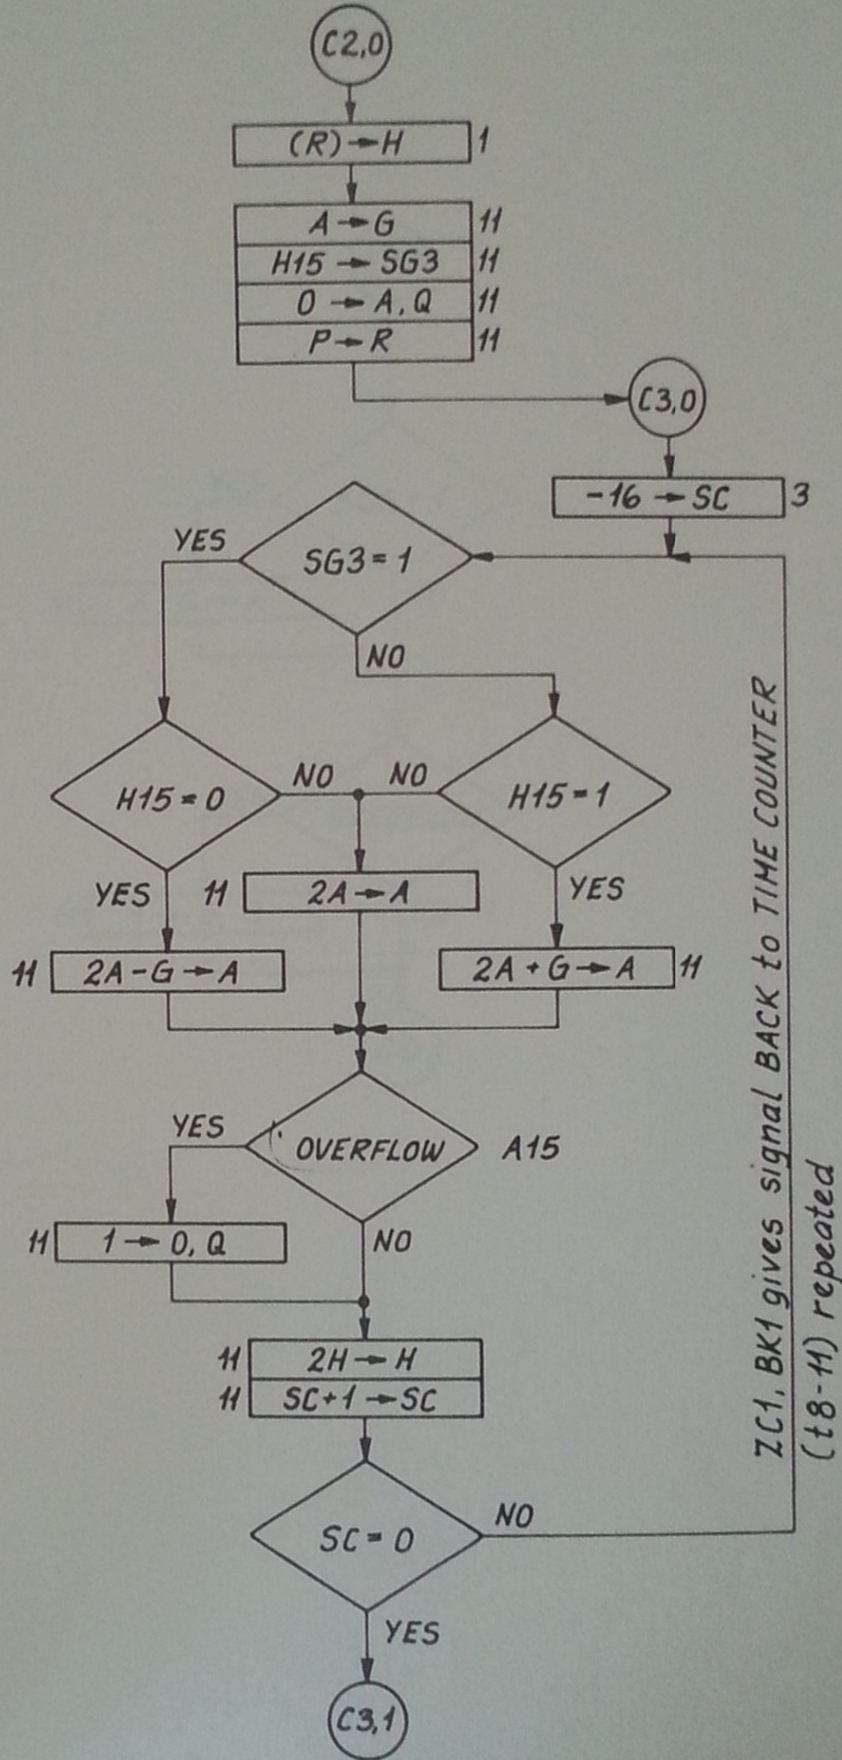 C2,0
(R)→H 1
A→G 11
H15→SG3 11
0→A,Q 11
P→R 11
C3,0
-16→SC 3
SG3=1
YES
NO
H15=0
NO
NO
H15=1
YES
11 2A→A
YES
11 2A-G→A
2A+G→A 11
YES
OVERFLOW A15
11 1→0,Q
NO
11 2H→H
11 SC+1→SC
SC=0
NO
YES
C3,1
ZC1, BK1 gives signal BACK to TIME COUNTER
(t8-11) repeated